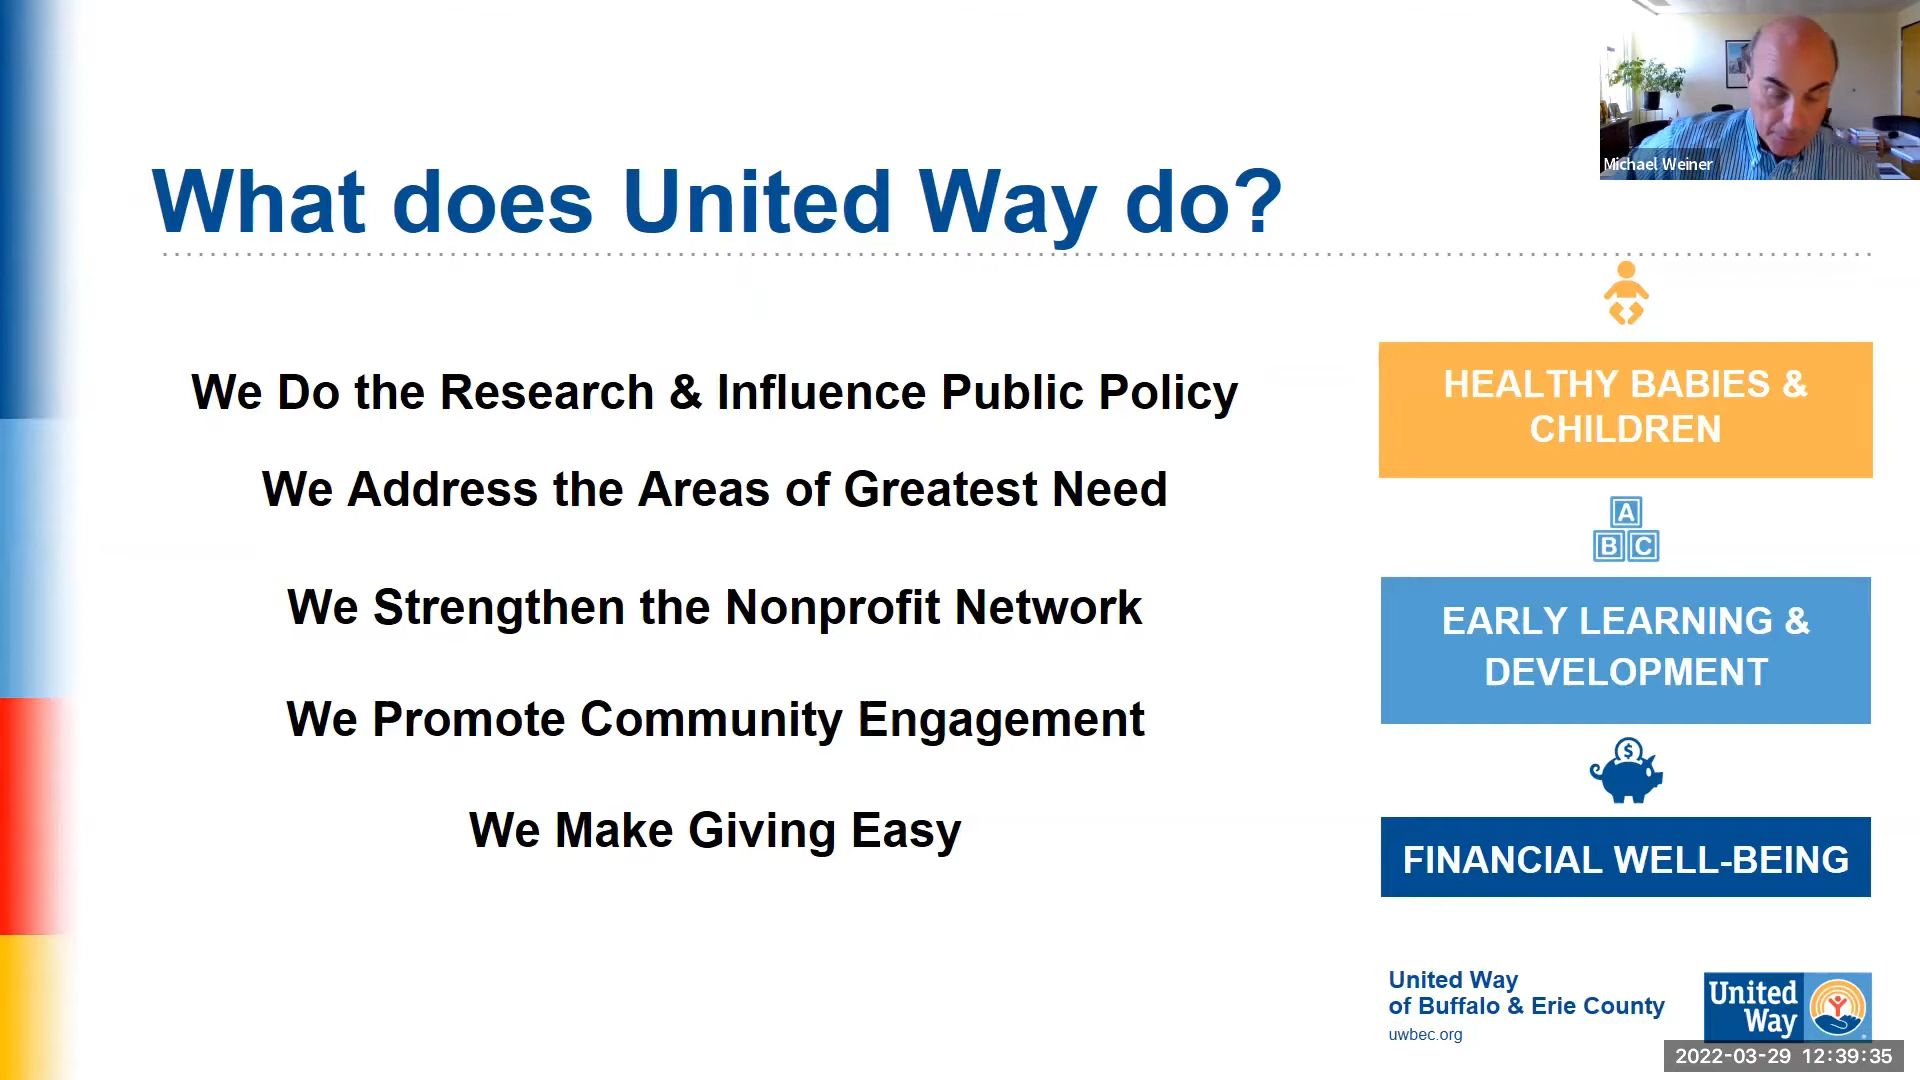 Michael Weiner
What does United Way do?
We Do the Research & Influence Public Policy
We Address the Areas of Greatest Need
We Strengthen the Nonprofit Network
We Promote Community Engagement
We Make Giving Easy
HEALTHY BABIES &
CHILDREN
A
B C
EARLY LEARNING &
DEVELOPMENT
$
FINANCIAL WELL-BEING
United Way
of Buffalo & Erie County
uwbec.org
United
Way
2022-03-29 12:39:35